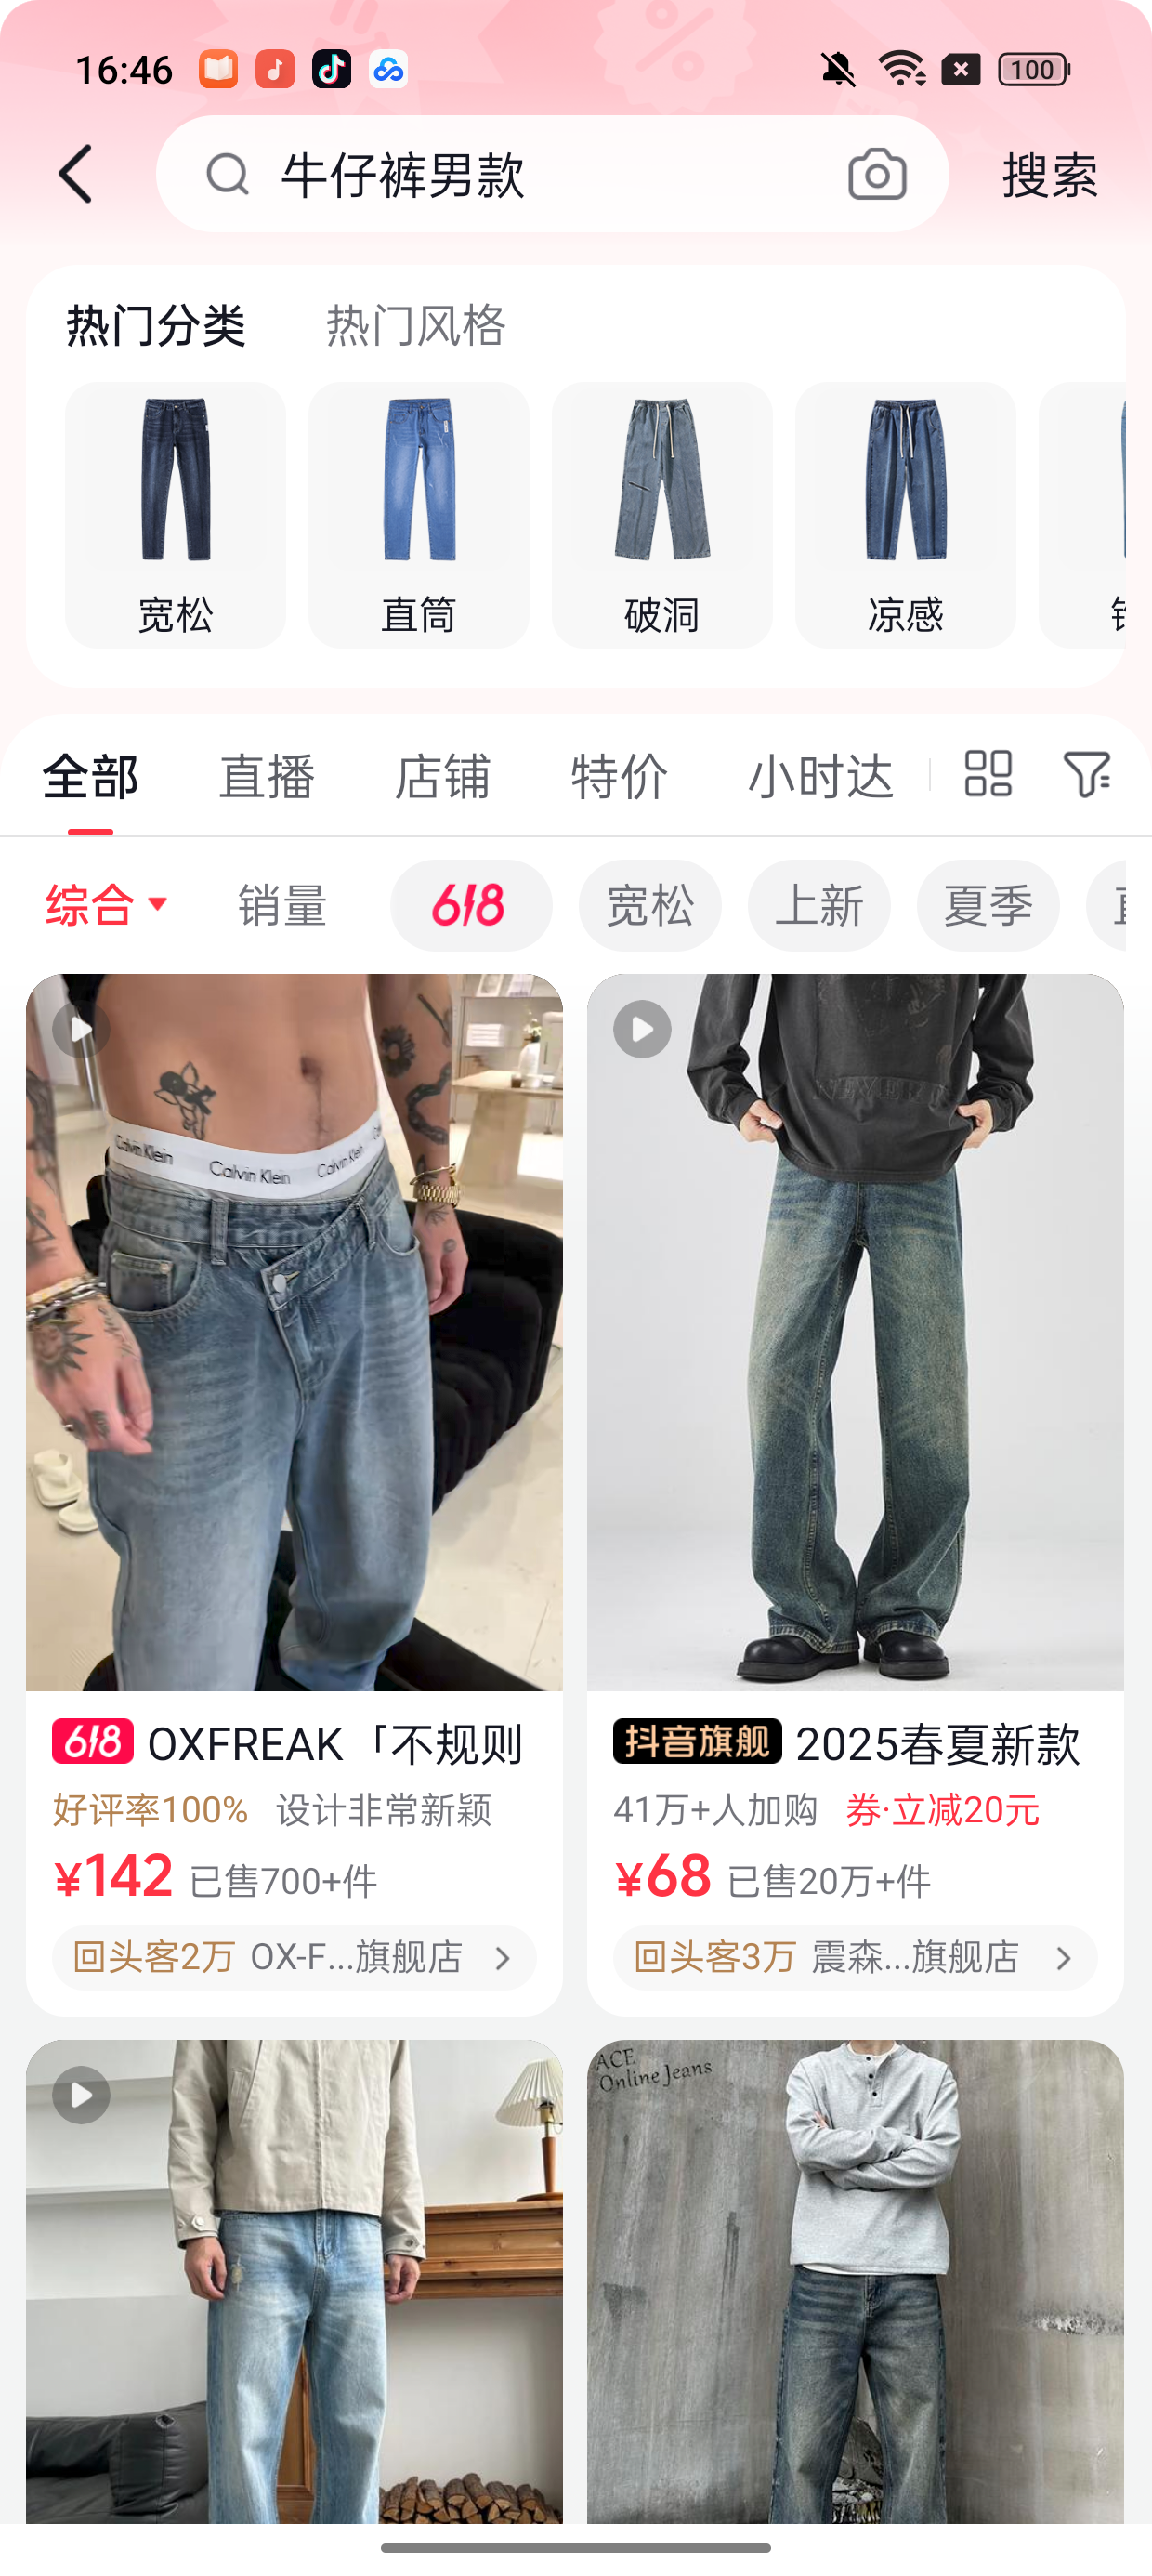 16:46
100
牛仔裤男款
搜索
热门分类 热门风格
宽松 直筒 破洞 凉感
全部 直播 店铺 特价 小时达
综合 销量 618 宽松 上新 夏季
Calvin Klein Calvin Klein Calvin Klein
618 OXFREAK「不规则
好评率100% 设计非常新颖
¥142 已售700+件
回头客2万 OX-F...旗舰店
抖音旗舰 2025春夏新款
41万+人加购 券·立减20元
¥68 已售20万+件
回头客3万 震森...旗舰店
ACE
Online Jeans